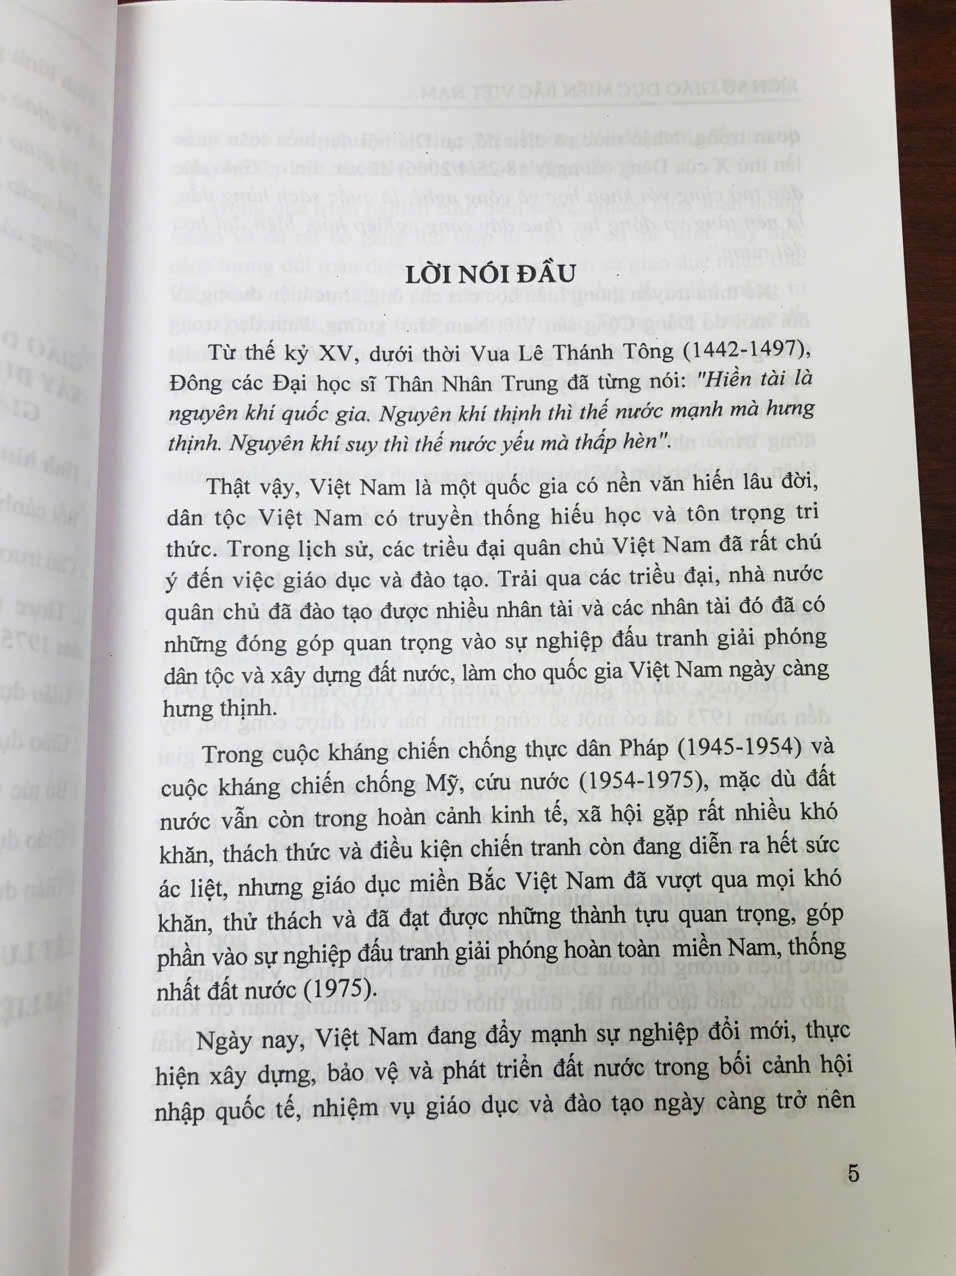 LỜI NÓI ĐẦU
Từ thế kỷ XV, dưới thời Vua Lê Thánh Tông (1442-1497),
Đông các Đại học sĩ Thân Nhân Trung đã từng nói: "Hiền tài là
nguyên khí quốc gia. Nguyên khí thịnh thì thế nước mạnh mà hưng
thịnh. Nguyên khí suy thì thế nước yếu mà thấp hèn".
Thật vậy, Việt Nam là một quốc gia có nền văn hiến lâu đời,
dân tộc Việt Nam có truyền thống hiếu học và tôn trọng tri
thức. Trong lịch sử, các triều đại quân chủ Việt Nam đã rất chú
ý đến việc giáo dục và đào tạo. Trải qua các triều đại, nhà nước
quân chủ đã đào tạo được nhiều nhân tài và các nhân tài đó đã có
những đóng góp quan trọng vào sự nghiệp đấu tranh giải phóng
dân tộc và xây dựng đất nước, làm cho quốc gia Việt Nam ngày càng
hưng thịnh.
Trong cuộc kháng chiến chống thực dân Pháp (1945-1954) và
cuộc kháng chiến chống Mỹ, cứu nước (1954-1975), mặc dù đất
nước vẫn còn trong hoàn cảnh kinh tế, xã hội gặp rất nhiều khó
khăn, thách thức và điều kiện chiến tranh còn đang diễn ra hết sức
ác liệt, nhưng giáo dục miền Bắc Việt Nam đã vượt qua mọi khó
khăn, thử thách và đã đạt được những thành tựu quan trọng, góp
phần vào sự nghiệp đấu tranh giải phóng hoàn toàn miền Nam, thống
nhất đất nước (1975).
Ngày nay, Việt Nam đang đẩy mạnh sự nghiệp đổi mới, thực
hiện xây dựng, bảo vệ và phát triển đất nước trong bối cảnh hội
nhập quốc tế, nhiệm vụ giáo dục và đào tạo ngày càng trở nên
5